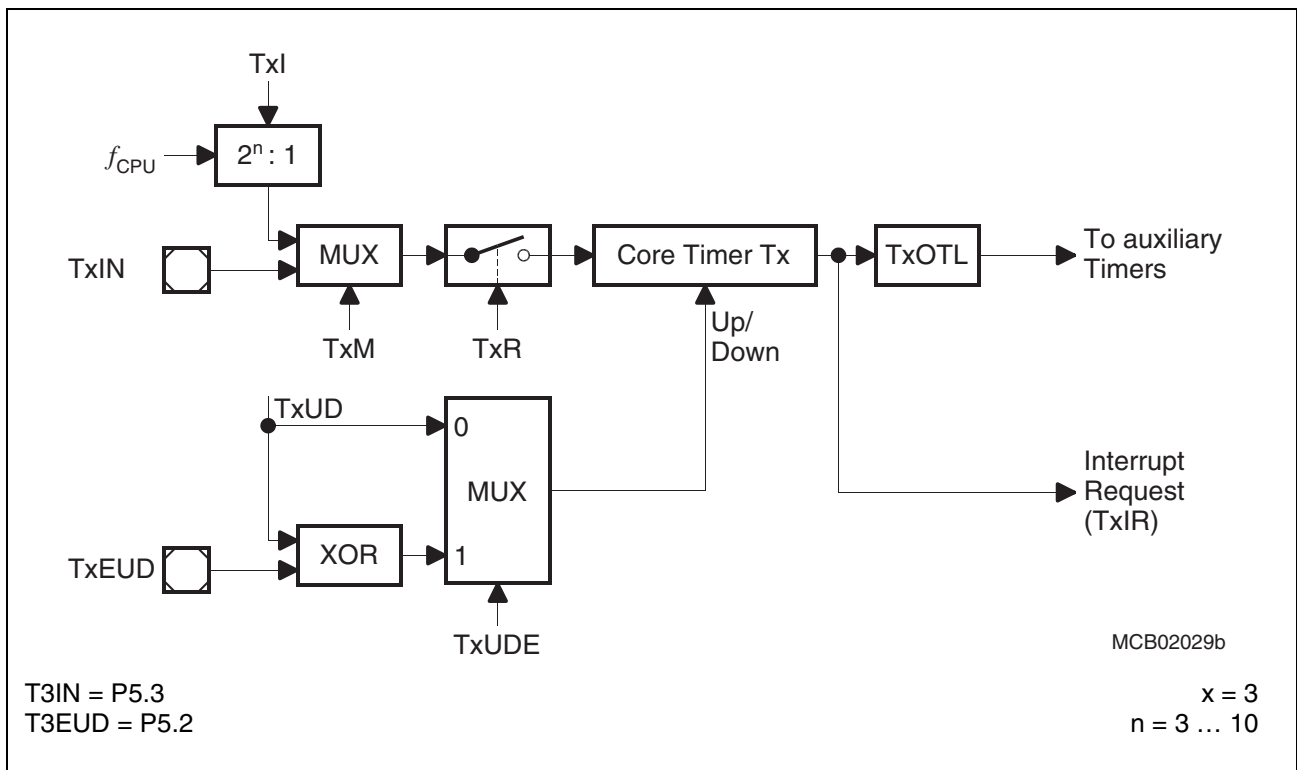 TxI
fCPU
2ⁿ : 1
TxIN
MUX
Core Timer Tx
TxOTL
To auxiliary
Timers
TxM
TxR
Up/
Down
TxUD
0
MUX
1
Interrupt
Request
(TxIR)
TxEUD
XOR
TxUDE
MCB02029b
T3IN = P5.3
T3EUD = P5.2
x = 3
n = 3 … 10